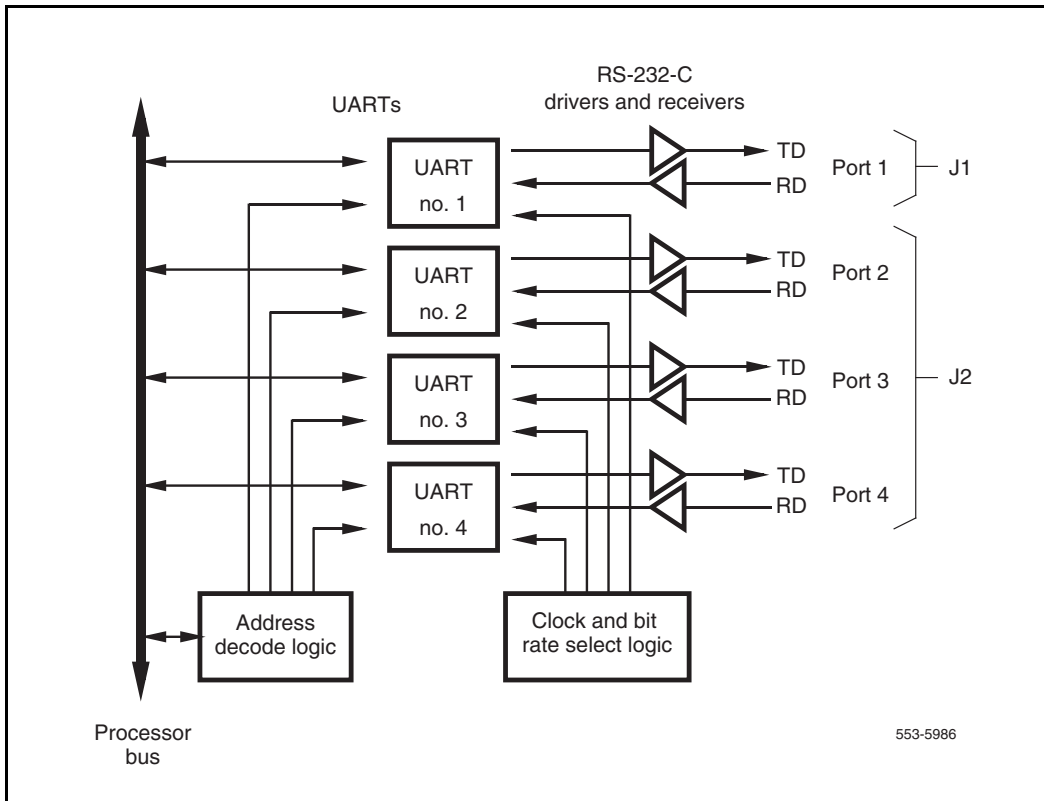 RS-232-C
drivers and receivers
UARTs
UART
no. 1
TD
RD
Port 1
J1
UART
no. 2
TD
RD
Port 2
UART
no. 3
TD
RD
Port 3
J2
UART
no. 4
TD
RD
Port 4
Address
decode logic
Clock and bit
rate select logic
Processor
bus
553-5986